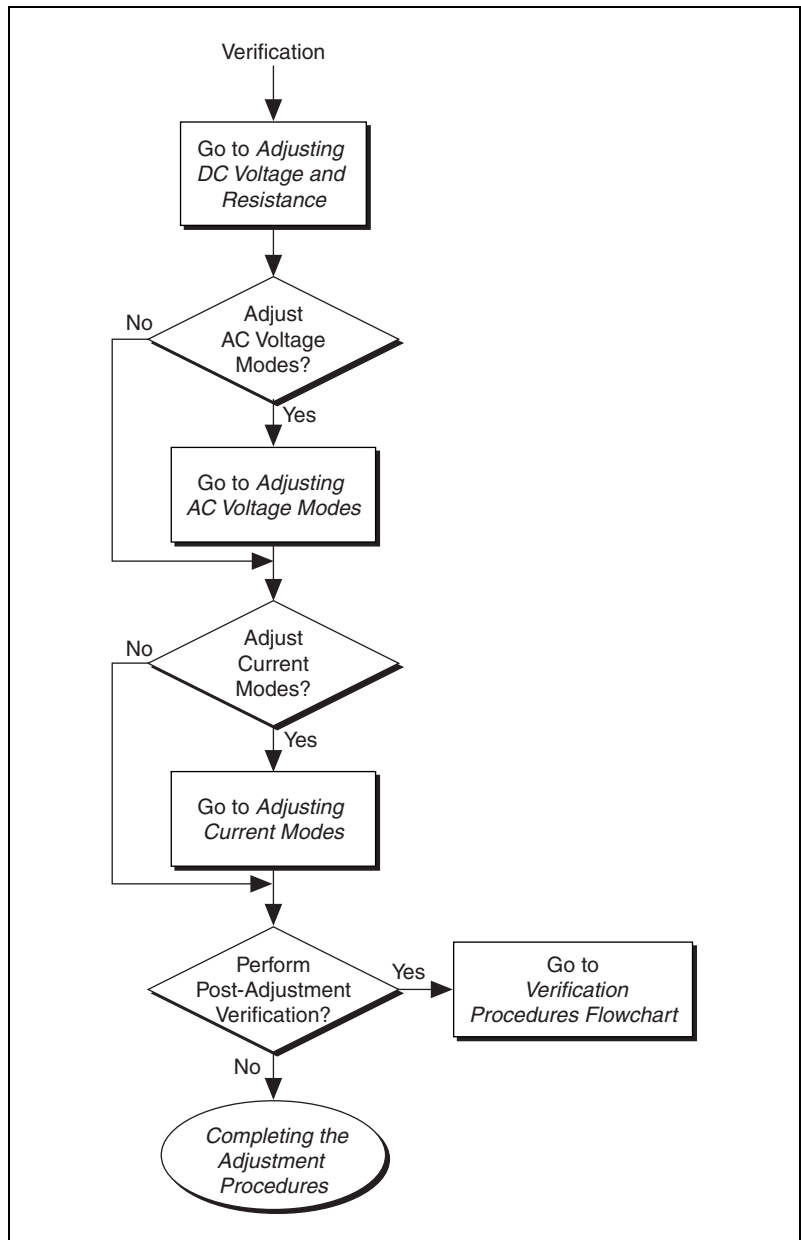 Verification
Go to Adjusting
DC Voltage and
Resistance
No
Adjust
AC Voltage
Modes?
Yes
Go to Adjusting
AC Voltage Modes
No
Adjust
Current
Modes?
Yes
Go to Adjusting
Current Modes
Perform
Post-Adjustment
Verification?
Yes
Go to
Verification
Procedures Flowchart
No
Completing the
Adjustment
Procedures